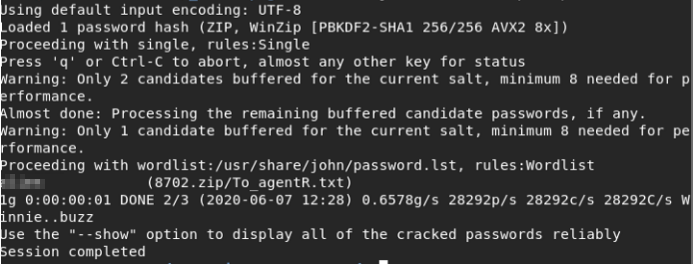 Using default input encoding: UTF-8
Loaded 1 password hash (ZIP, WinZip [PBKDF2-SHA1 256/256 AVX2 8x])
Proceeding with single, rules:Single
Press 'q' or Ctrl-C to abort, almost any other key for status
Warning: Only 2 candidates buffered for the current salt, minimum 8 needed for p
erformance.
Almost done: Processing the remaining buffered candidate passwords, if any.
Warning: Only 1 candidate buffered for the current salt, minimum 8 needed for pe
rformance.
Proceeding with wordlist:/usr/share/john/password.lst, rules:Wordlist
(8702.zip/To_agentR.txt)
1g 0:00:00:01 DONE 2/3 (2020-06-07 12:28) 0.6578g/s 28292p/s 28292c/s 28292C/s W
innie..buzz
Use the "--show" option to display all of the cracked passwords reliably
Session completed